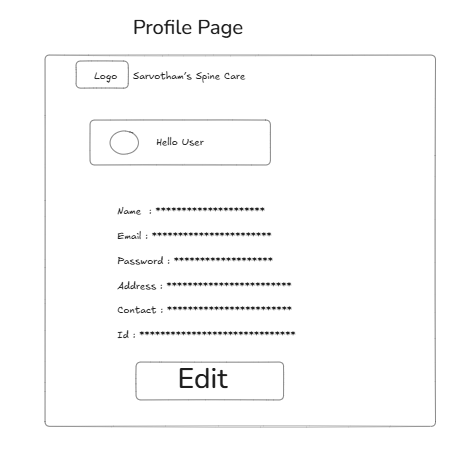 Profile Page
Logo Sarvotham's Spine Care
Hello User
Name : *********************
Email : ***********************
Password : *******************
Address : ************************
Contact : ************************
Id : ******************************
Edit